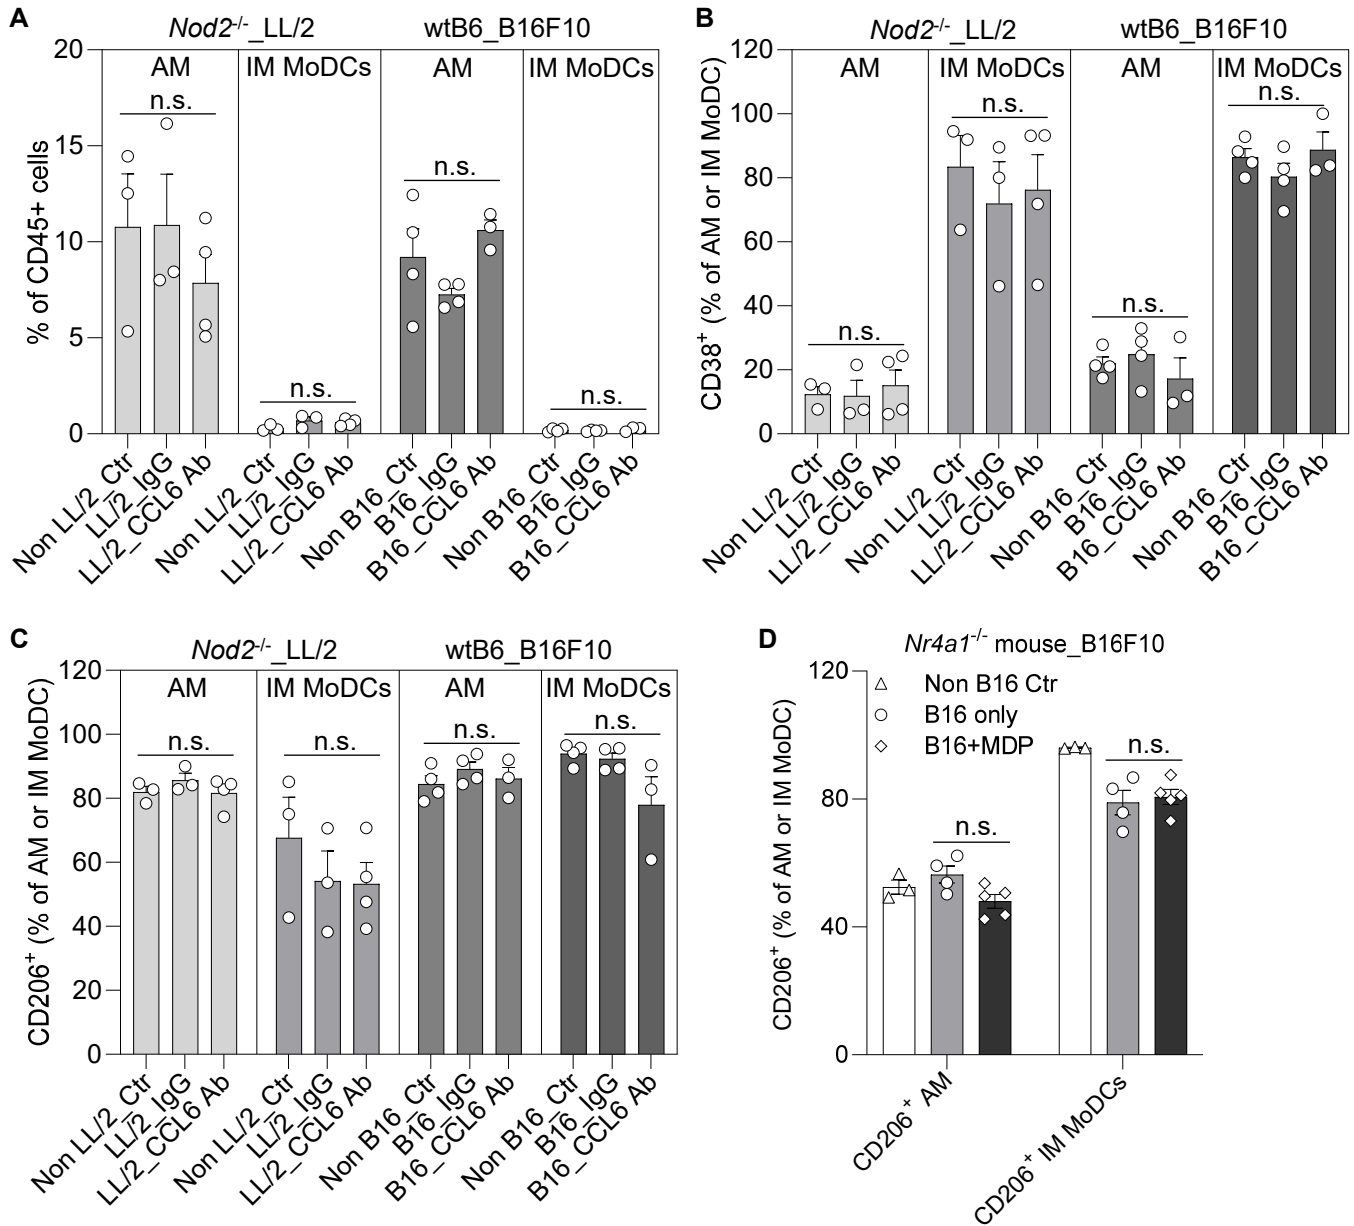 A
Nod2-/-_LL/2
wtB6_B16F10
AM
IM MoDCs
AM
IM MoDCs
% of CD45+ cells
20
15
10
5
0
n.s.
n.s.
n.s.
n.s.
Non LL/2_Ctr
LL/2_IgG
LL/2_CCL6 Ab
Non LL/2_Ctr
LL/2_IgG
LL/2_CCL6 Ab
Non B16_Ctr
B16_IgG
B16_CCL6 Ab
Non B16_Ctr
B16_IgG
B16_CCL6 Ab
B
Nod2-/-_LL/2
wtB6_B16F10
AM
IM MoDCs
AM
IM MoDCs
CD38+ (% of AM or IM MoDC)
120
100
80
60
40
20
0
n.s.
n.s.
n.s.
n.s.
Non LL/2_Ctr
LL/2_IgG
LL/2_CCL6 Ab
Non LL/2_Ctr
LL/2_IgG
LL/2_CCL6 Ab
Non B16_Ctr
B16_IgG
B16_CCL6 Ab
Non B16_Ctr
B16_IgG
B16_CCL6 Ab
C
Nod2-/-_LL/2
wtB6_B16F10
AM
IM MoDCs
AM
IM MoDCs
CD206+ (% of AM or IM MoDC)
120
100
80
60
40
20
0
n.s.
n.s.
n.s.
n.s.
Non LL/2_Ctr
LL/2_IgG
LL/2_CCL6 Ab
Non LL/2_Ctr
LL/2_IgG
LL/2_CCL6 Ab
Non B16_Ctr
B16_IgG
B16_CCL6 Ab
Non B16_Ctr
B16_IgG
B16_CCL6 Ab
D
Nr4a1-/- mouse_B16F10
Non B16 Ctr
B16 only
B16+MDP
CD206+ (% of AM or IM MoDC)
120
80
40
0
n.s.
n.s.
CD206+ AM
CD206+ IM MoDCs